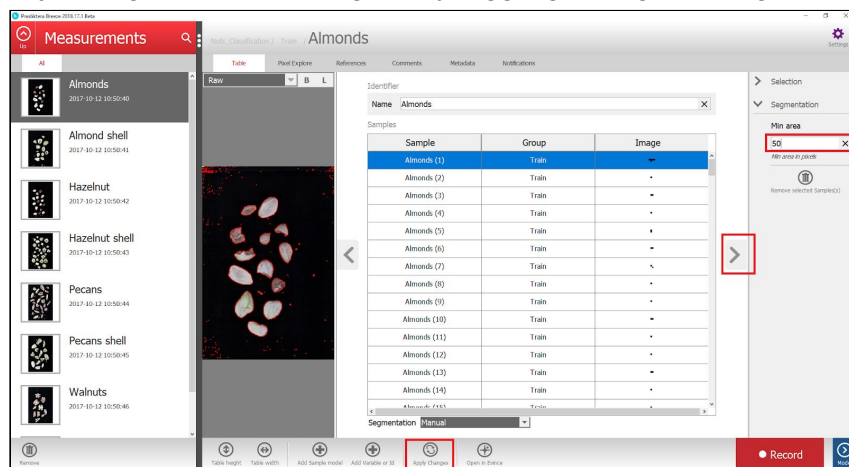 Prediktera Breeze 2018.17.3 Beta
Up
Measurements
Nuts_Classification / Train / Almonds
Settings
All
Table
Pixel Explore
References
Comments
Metadata
Notifications
Almonds
2017-10-12 10:50:40
Almond shell
2017-10-12 10:50:41
Hazelnut
2017-10-12 10:50:42
Hazelnut shell
2017-10-12 10:50:43
Pecans
2017-10-12 10:50:44
Pecans shell
2017-10-12 10:50:45
Walnuts
2017-10-12 10:50:46
Remove
Raw
B L
Identifier
Name Almonds
Samples
Sample Group Image
Almonds (1) Train
Almonds (2) Train
Almonds (3) Train
Almonds (4) Train
Almonds (5) Train
Almonds (6) Train
Almonds (7) Train
Almonds (8) Train
Almonds (9) Train
Almonds (10) Train
Almonds (11) Train
Almonds (12) Train
Almonds (13) Train
Almonds (14) Train
Almonds (15) Train
Segmentation Manual
Selection
Segmentation
Min area
50
Min area in pixels
Remove selected Samples(s)
Table height
Table width
Add Sample model
Add Variable or Id
Apply Changes
Open in Evince
Record
Model